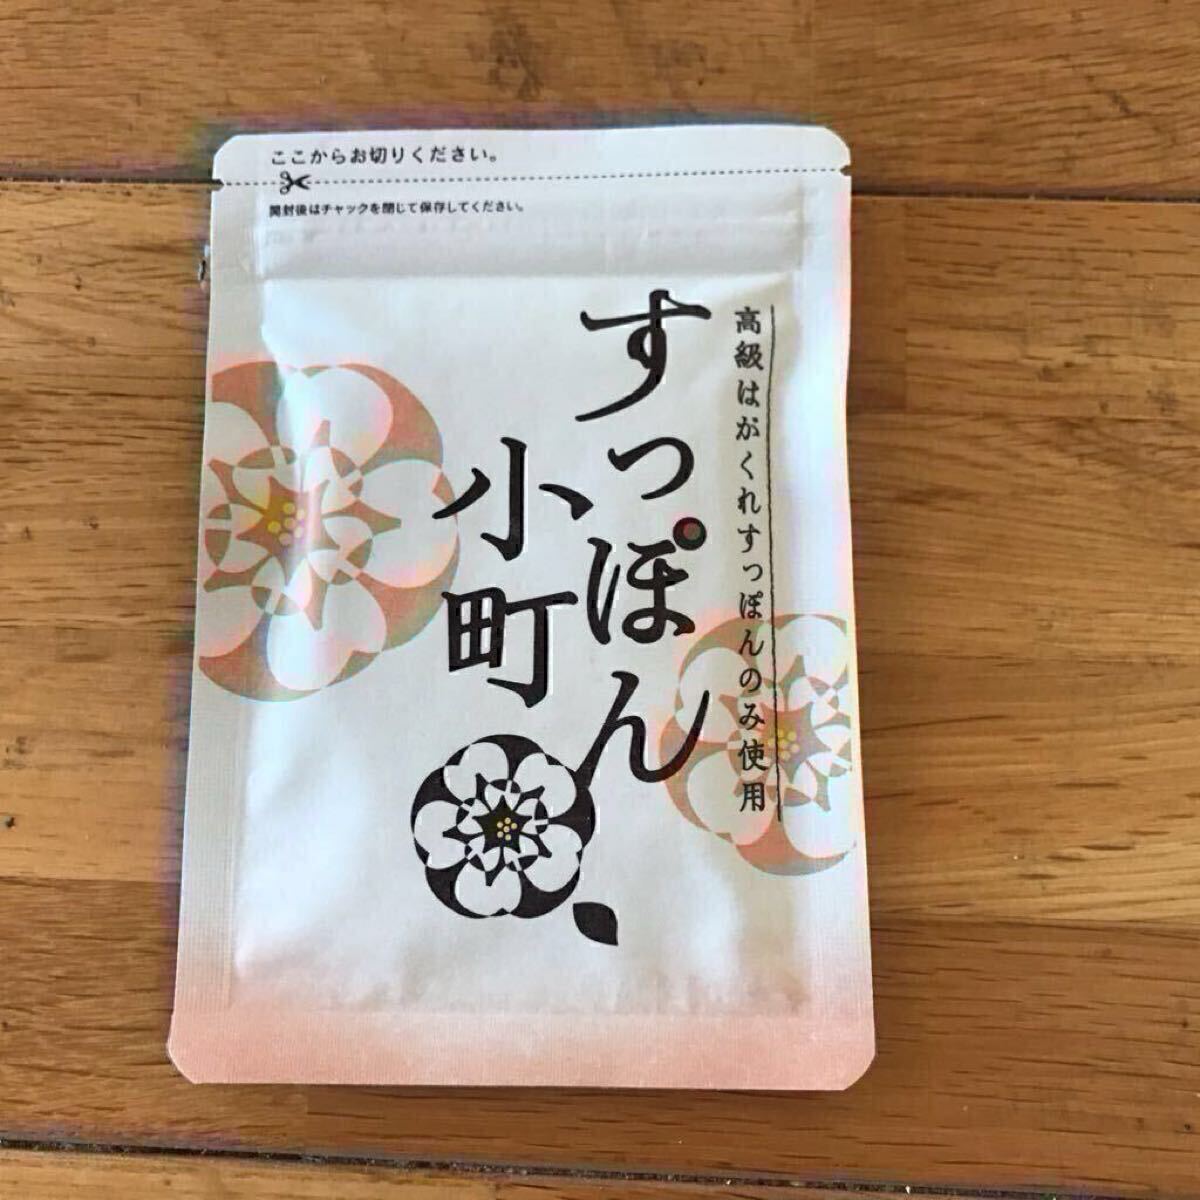 ここからお切りください。
開封後はチャックを閉じて保存してください。
高級はがくれすっぽんのみ使用
すっぽん
小町